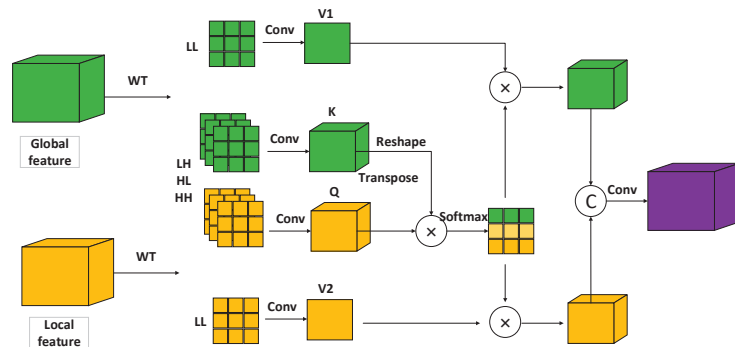 V1
LL
Conv
WT
K
Conv
Reshape
Global
feature
LH
HL
HH
Transpose
Q
Softmax
C
Conv
Conv
WT
V2
LL
Conv
Local
feature